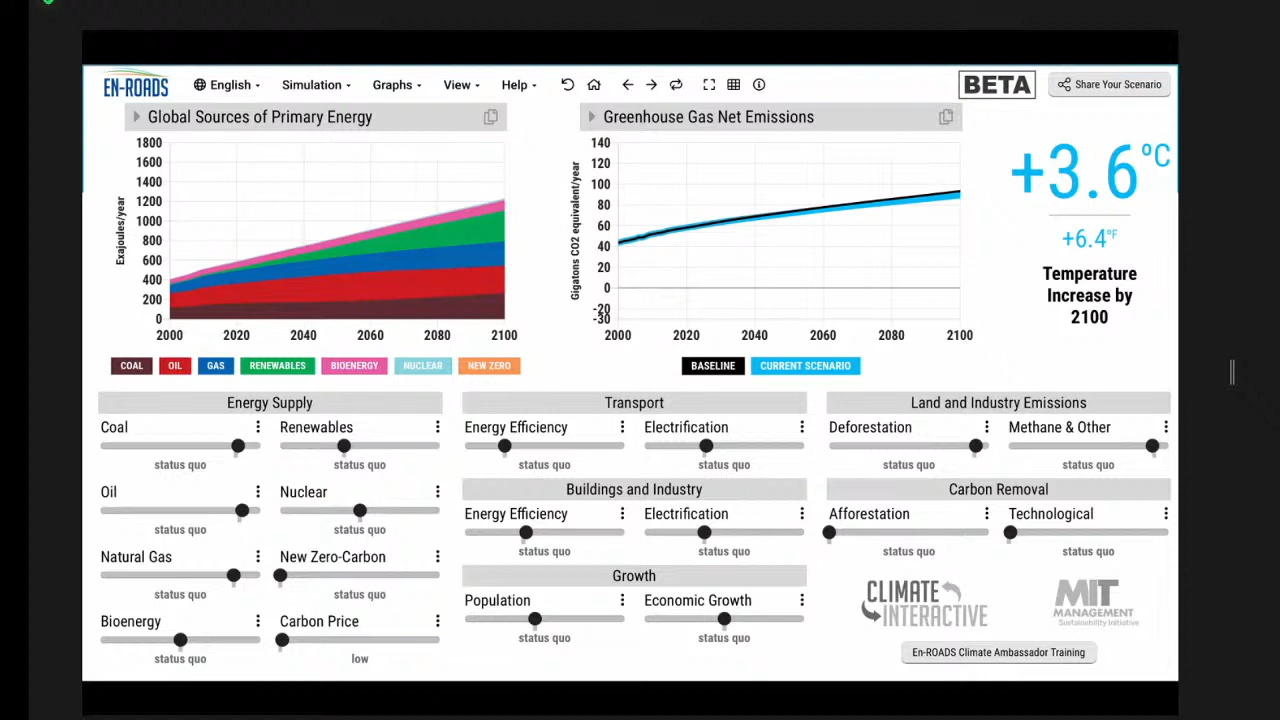 EN-ROADS
English
Simulation
Graphs
View
Help
BETA
Share Your Scenario
Global Sources of Primary Energy
1800
1600
1400
1200
1000
800
600
400
200
0
Exajoules/year
2000 2020 2040 2060 2080 2100
COAL OIL GAS RENEWABLES BIOENERGY NUCLEAR NEW ZERO
Greenhouse Gas Net Emissions
140
120
100
80
60
40
20
0
-20
-30
Gigatons CO2 equivalent/year
2000 2020 2040 2060 2080 2100
BASELINE CURRENT SCENARIO
+3.6 °C
+6.4 °F
Temperature
Increase by
2100
Energy Supply
Coal
status quo
Renewables
status quo
Oil
status quo
Nuclear
status quo
Natural Gas
status quo
New Zero-Carbon
status quo
Bioenergy
status quo
Carbon Price
low
Transport
Energy Efficiency
status quo
Electrification
status quo
Buildings and Industry
Energy Efficiency
status quo
Electrification
status quo
Growth
Population
status quo
Economic Growth
status quo
Land and Industry Emissions
Deforestation
status quo
Methane & Other
status quo
Carbon Removal
Afforestation
status quo
Technological
status quo
CLIMATE
INTERACTIVE
MIT
MANAGEMENT
Sustainability Initiative
En-ROADS Climate Ambassador Training